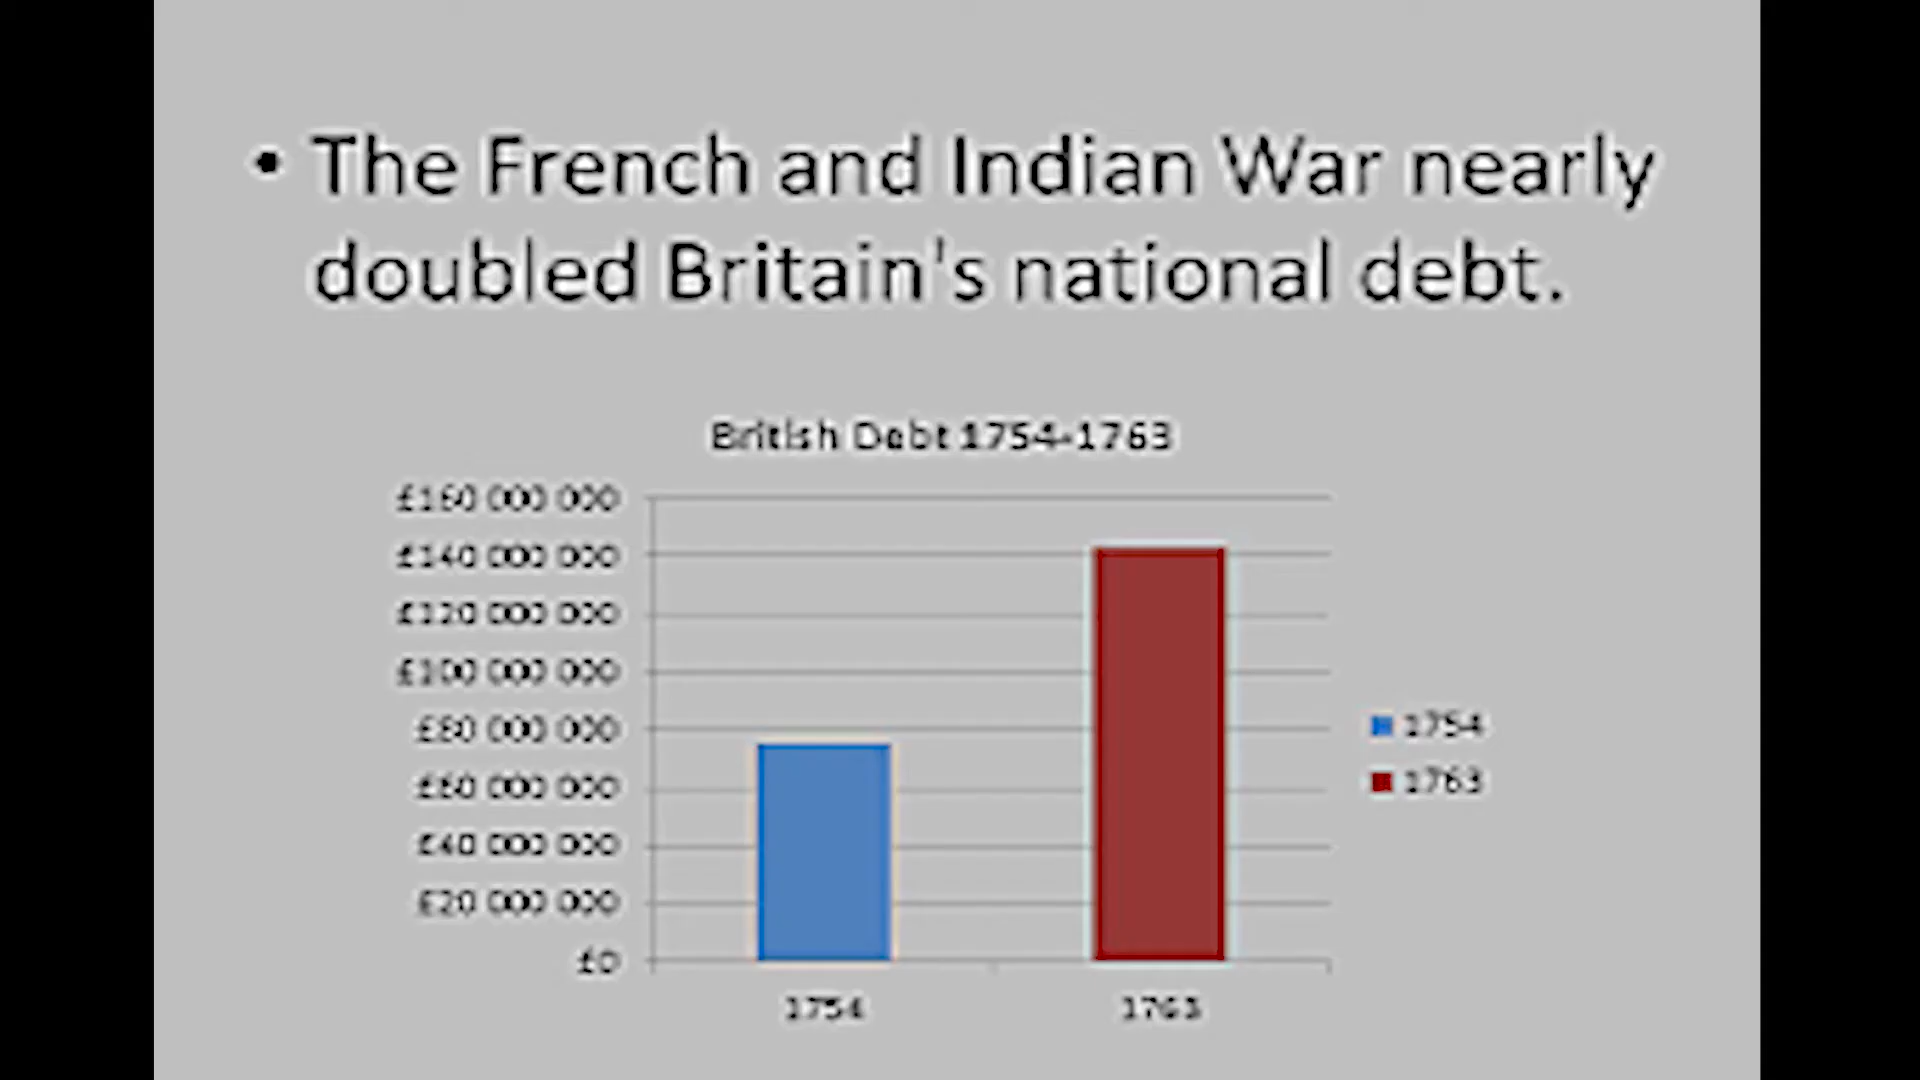 • The French and Indian War nearly
doubled Britain's national debt.
British Debt 1754-1763
£160 000 000
£140 000 000
£120 000 000
£100 000 000
£80 000 000
£60 000 000
£40 000 000
£20 000 000
£0
1754
1763
1754
1763